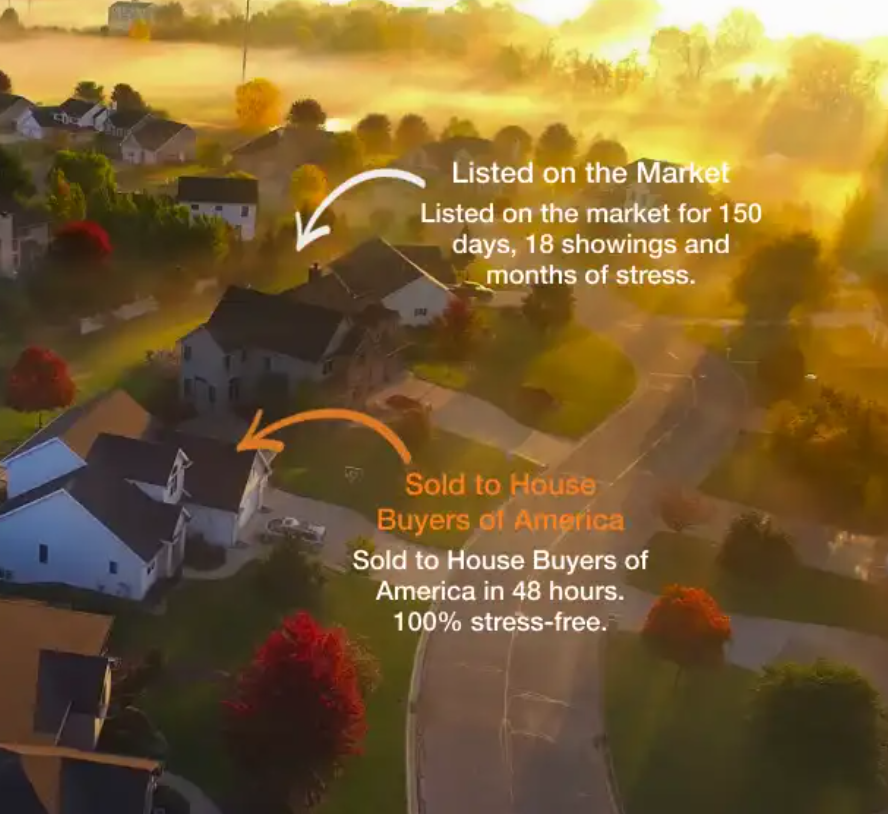 Listed on the Market
Listed on the market for 150
days, 18 showings and
months of stress.
Sold to House
Buyers of America
Sold to House Buyers of
America in 48 hours.
100% stress-free.